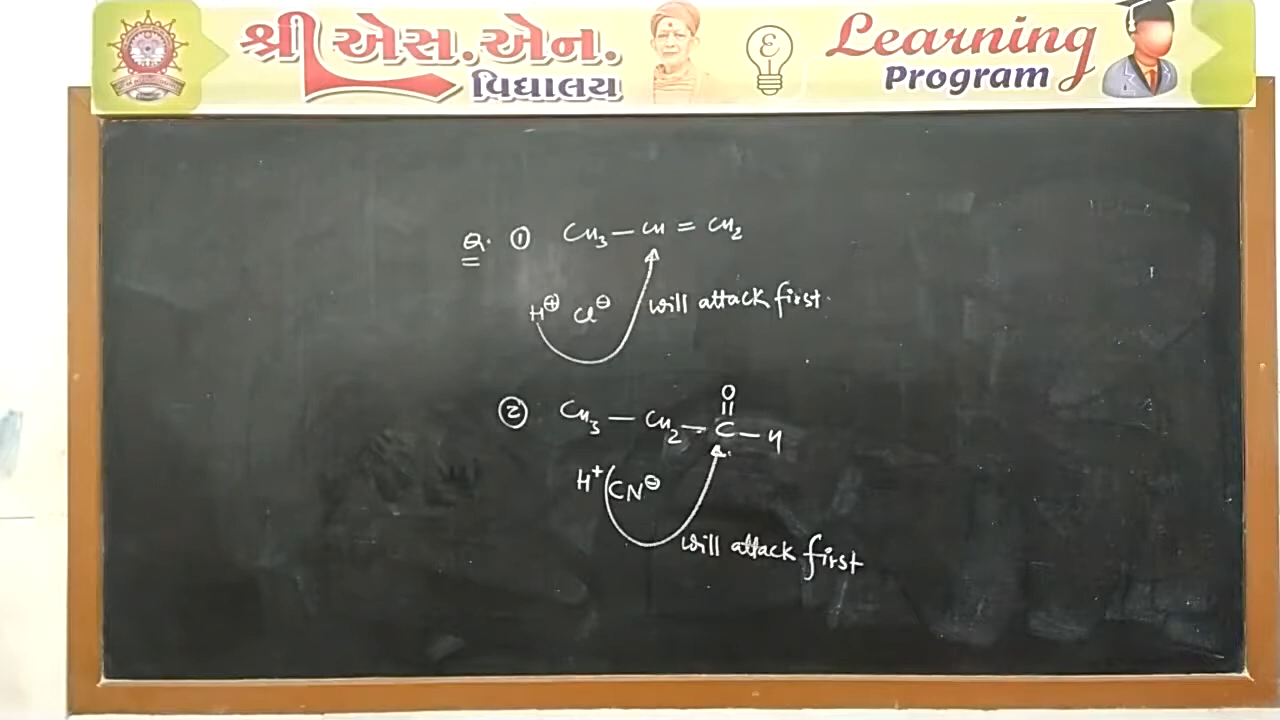 શ્રી એસ.એન.
વિદ્યાલય
Learning
Program
Q. ① CH₃ — CH = CH₂
H⊕ Cl⊖ will attack first.
O
||
② CH₃ — CH₂ — C — H
H⁺ CN⊖
will attack first